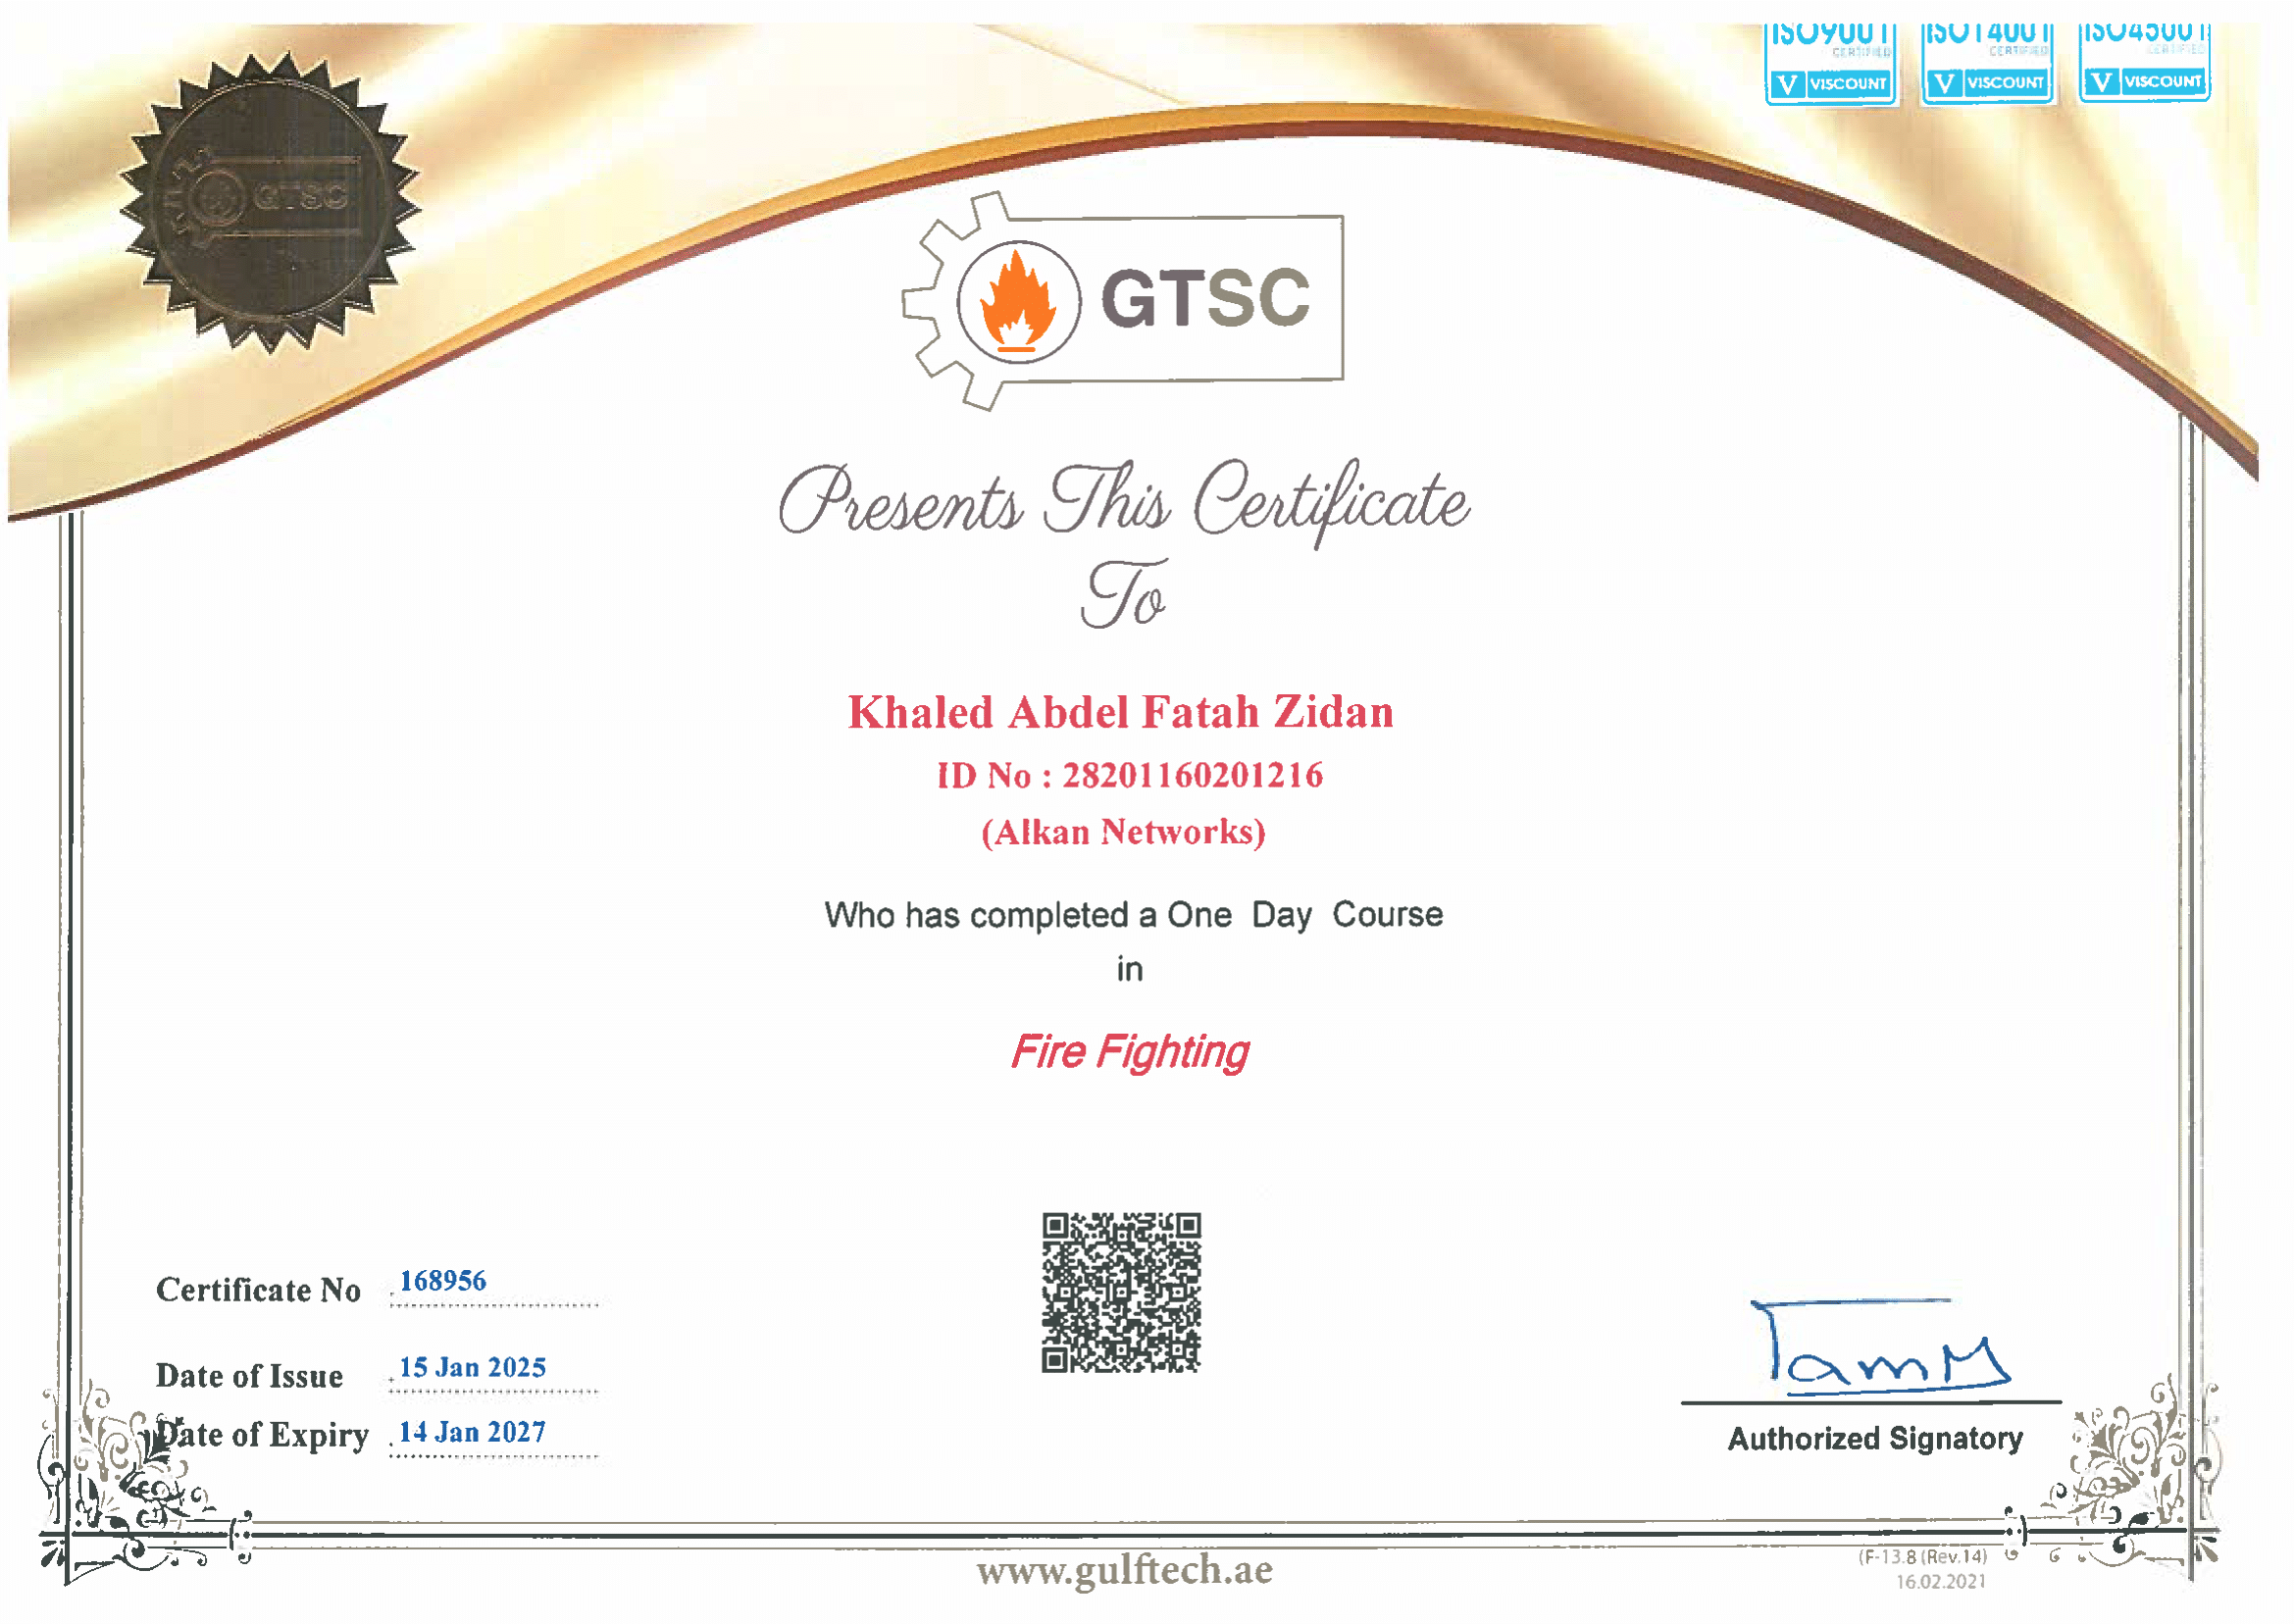 ISO9001 ISO14001 ISO45001
CERTIFIED CERTIFIED CERTIFIED
V VISCOUNT V VISCOUNT V VISCOUNT
GTSC
GTSC
Presents This Certificate
To
Khaled Abdel Fatah Zidan
ID No : 28201160201216
(Alkan Networks)
Who has completed a One Day Course
in
Fire Fighting
Certificate No : 168956
Date of Issue : 15 Jan 2025
Date of Expiry : 14 Jan 2027
Authorized Signatory
www.gulftech.ae
(F-13.8 (Rev.14)
16.02.2021